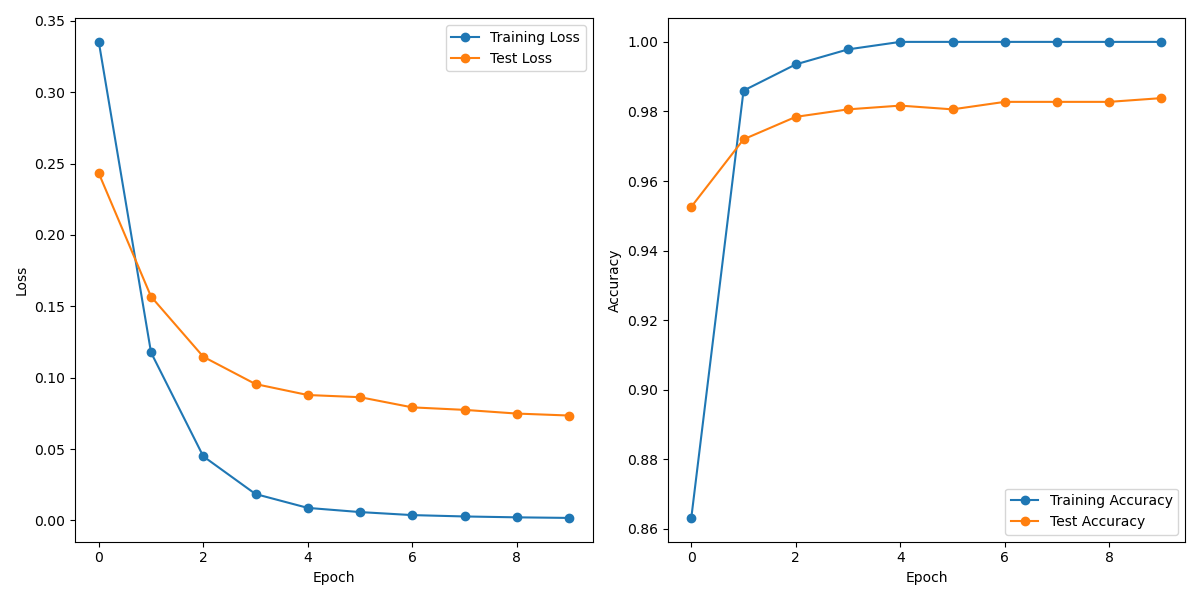 0.35
0.30
0.25
0.20
0.15
0.10
0.05
0.00
Loss
0 2 4 6 8
Epoch
Training Loss
Test Loss
1.00
0.98
0.96
0.94
0.92
0.90
0.88
0.86
Accuracy
0 2 4 6 8
Epoch
Training Accuracy
Test Accuracy